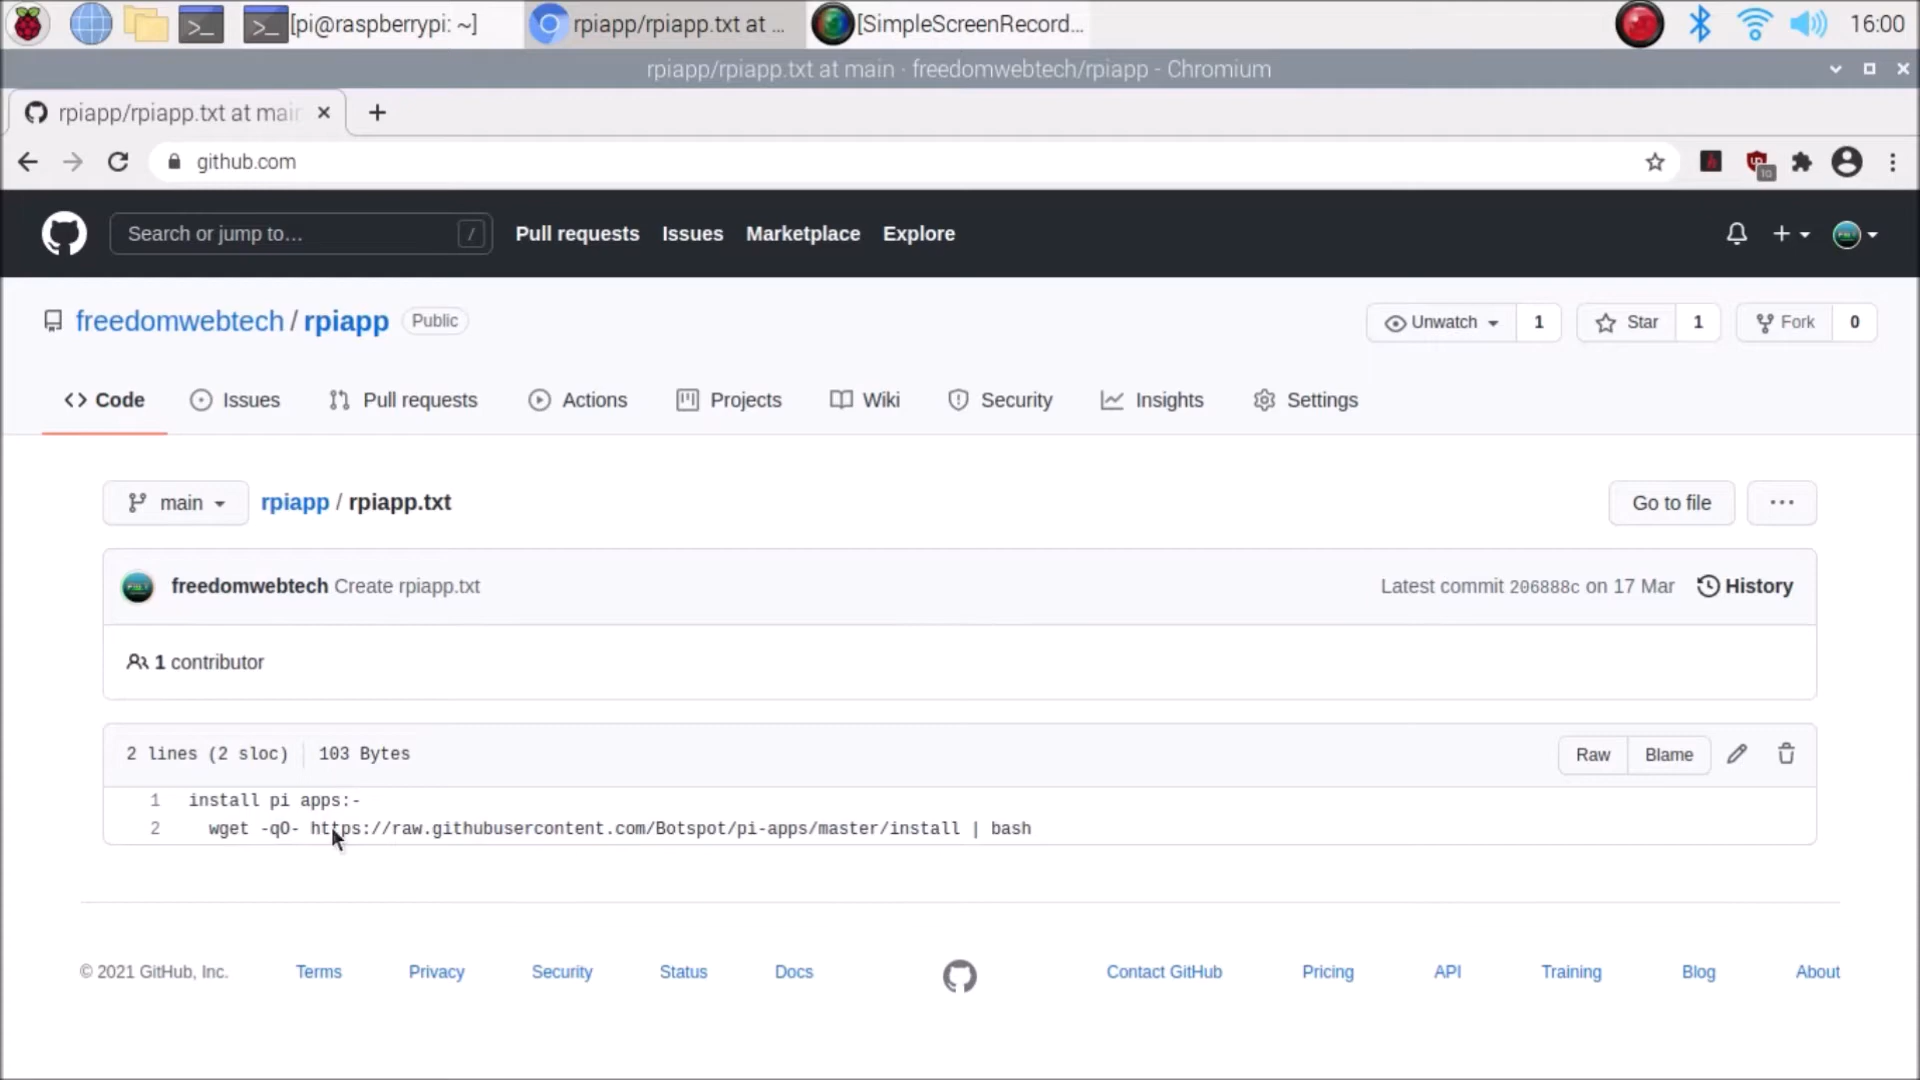 [pi@raspberrypi: ~]
rpiapp/rpiapp.txt at ...
[SimpleScreenRecord...
16:00
rpiapp/rpiapp.txt at main · freedomwebtech/rpiapp - Chromium
rpiapp/rpiapp.txt at main
github.com
10
Search or jump to…
/
Pull requests
Issues
Marketplace
Explore
freedomwebtech / rpiapp
Public
Unwatch
1
Star
1
Fork
0
Code
Issues
Pull requests
Actions
Projects
Wiki
Security
Insights
Settings
main
rpiapp / rpiapp.txt
Go to file
freedomwebtech Create rpiapp.txt
Latest commit 206888c on 17 Mar
History
1 contributor
2 lines (2 sloc)
103 Bytes
Raw
Blame
1 install pi apps:-
2 wget -qO- https://raw.githubusercontent.com/Botspot/pi-apps/master/install | bash
© 2021 GitHub, Inc.
Terms
Privacy
Security
Status
Docs
Contact GitHub
Pricing
API
Training
Blog
About